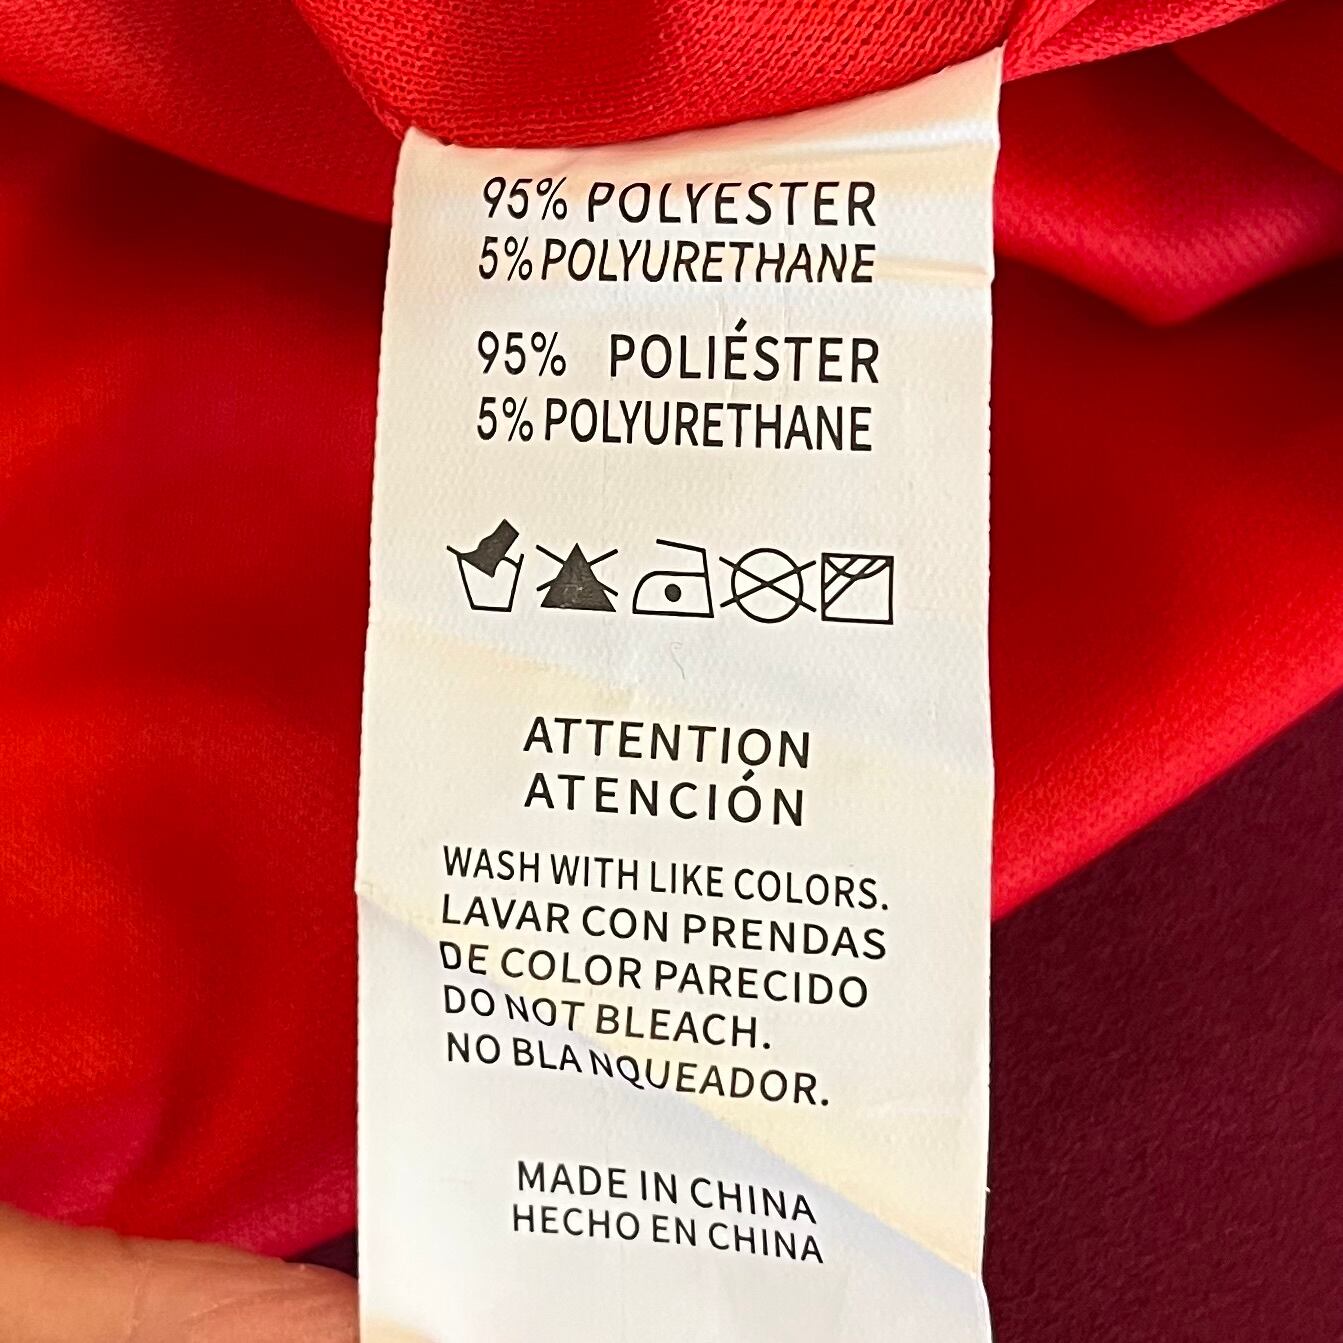 95% POLYESTER
5% POLYURETHANE
95% POLIÉSTER
5% POLYURETHANE
ATTENTION
ATENCIÓN
WASH WITH LIKE COLORS.
LAVAR CON PRENDAS
DE COLOR PARECIDO
DO NOT BLEACH.
NO BLANQUEADOR.
MADE IN CHINA
HECHO EN CHINA